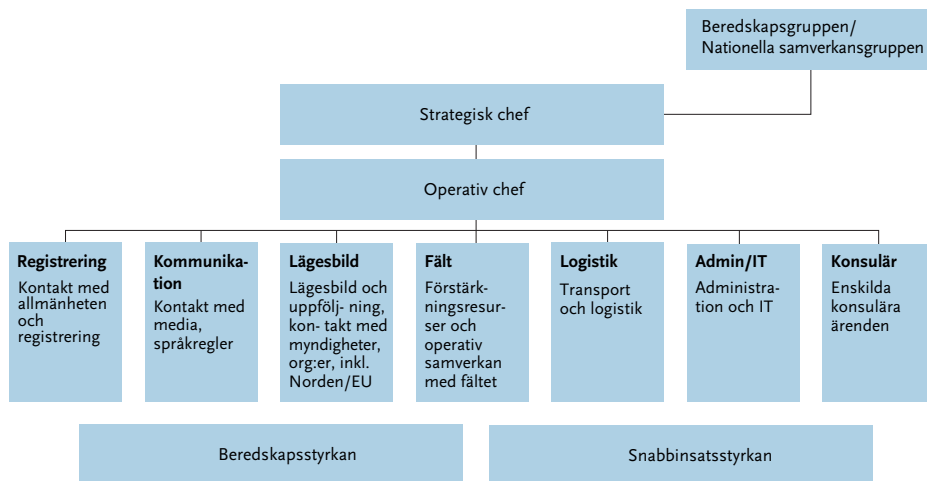 Beredskapsgruppen/
Nationella samverkansgruppen
Strategisk chef
Operativ chef
Registrering
Kontakt med
allmänheten
och
registrering
Kommunika-
tion
Kontakt med
media,
språkregler
Lägesbild
Lägesbild och
uppfölj- ning,
kon- takt med
myndigheter,
org:er, inkl.
Norden/EU
Fält
Förstärk-
ningsresur-
ser och
operativ
samverkan
med fältet
Logistik
Transport
och logistik
Admin/IT
Administra-
tion och IT
Konsulär
Enskilda
konsulära
ärenden
Beredskapsstyrkan
Snabbinsatsstyrkan